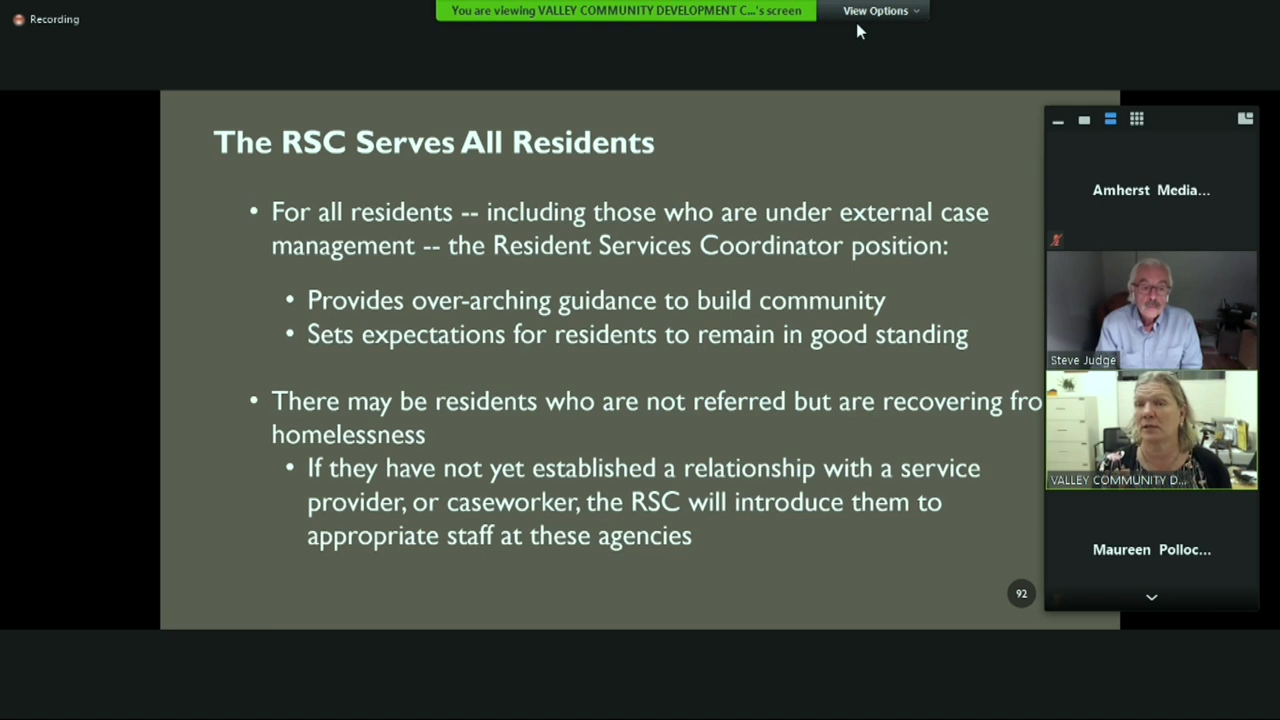 Recording
You are viewing VALLEY COMMUNITY DEVELOPMENT C...'s screen
View Options
The RSC Serves All Residents
• For all residents -- including those who are under external case
management -- the Resident Services Coordinator position:
• Provides over-arching guidance to build community
• Sets expectations for residents to remain in good standing
• There may be residents who are not referred but are recovering fro
homelessness
• If they have not yet established a relationship with a service
provider, or caseworker, the RSC will introduce them to
appropriate staff at these agencies
92
Amherst Media...
Steve Judge
VALLEY COMMUNITY D...
Maureen Polloc...